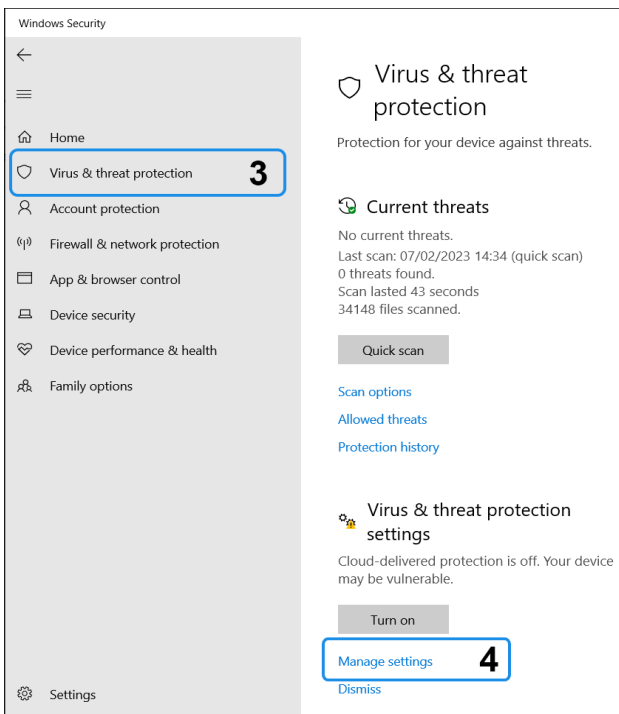 Windows Security
Home
Virus & threat protection
3
Account protection
Firewall & network protection
App & browser control
Device security
Device performance & health
Family options
Settings
Virus & threat
protection
Protection for your device against threats.
Current threats
No current threats.
Last scan: 07/02/2023 14:34 (quick scan)
0 threats found.
Scan lasted 43 seconds
34148 files scanned.
Quick scan
Scan options
Allowed threats
Protection history
Virus & threat protection
settings
Cloud-delivered protection is off. Your device
may be vulnerable.
Turn on
Manage settings
4
Dismiss